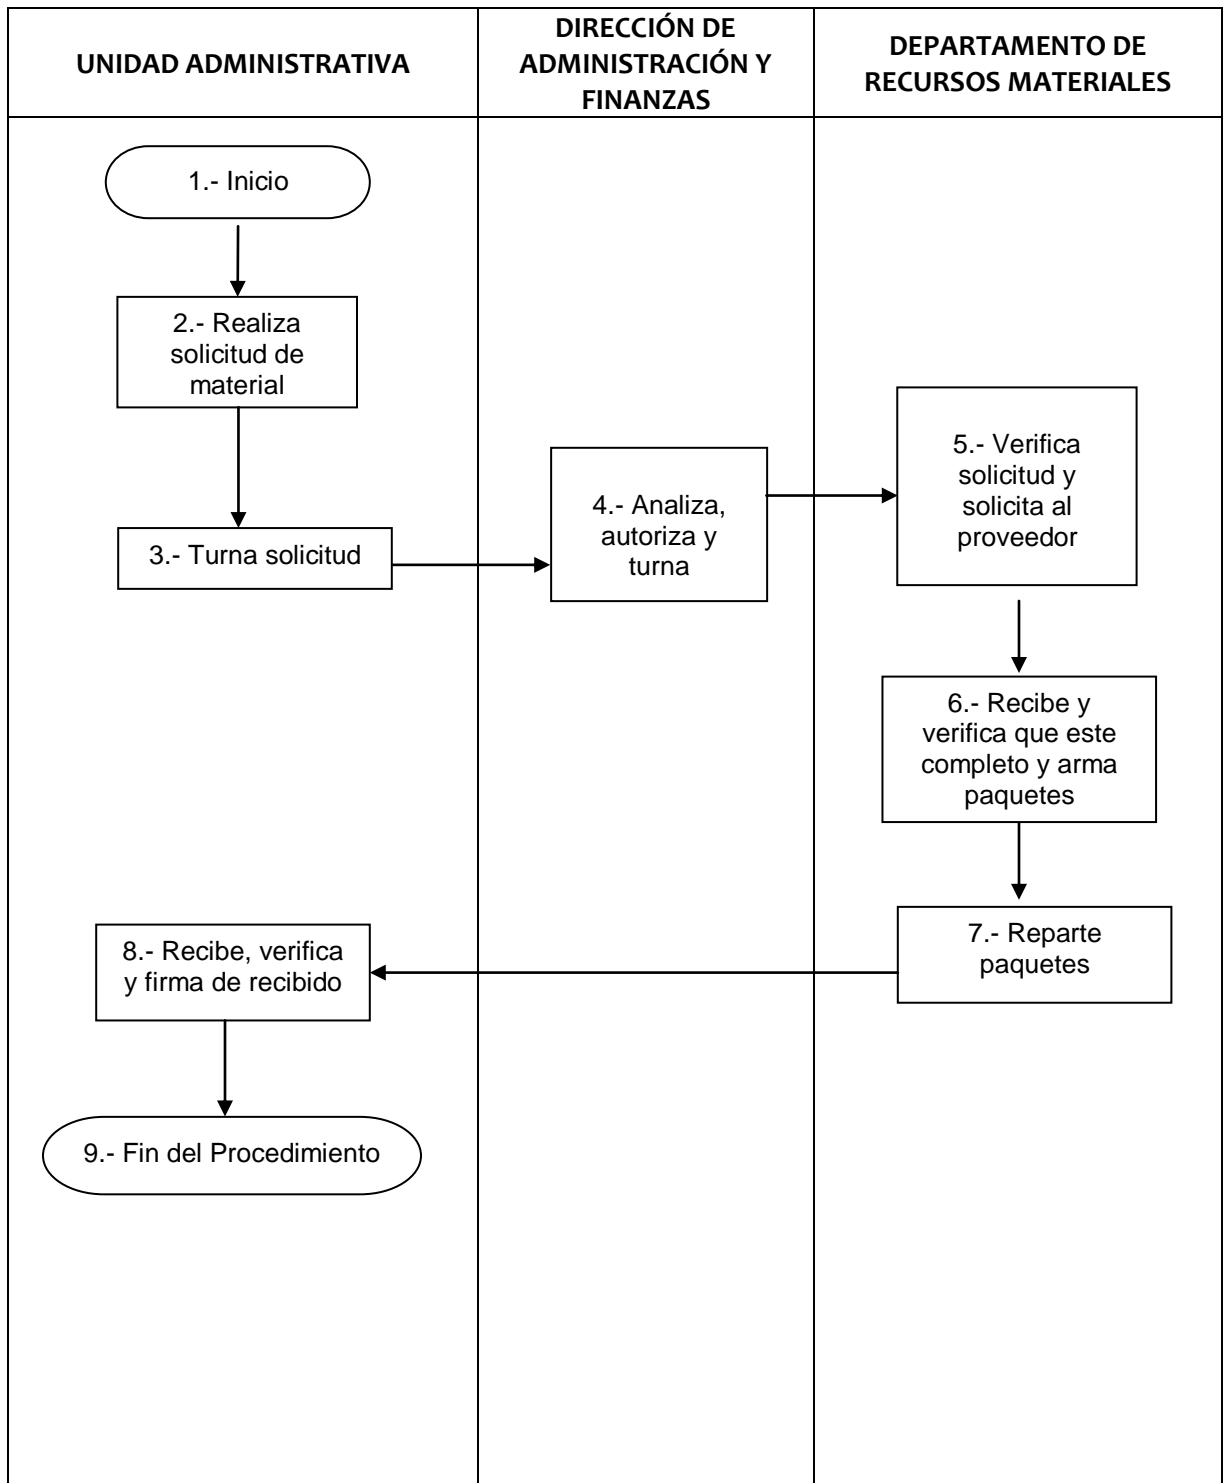 UNIDAD ADMINISTRATIVA
DIRECCIÓN DE
ADMINISTRACIÓN Y
FINANZAS
DEPARTAMENTO DE
RECURSOS MATERIALES
1.- Inicio
2.- Realiza
solicitud de
material
3.- Turna solicitud
4.- Analiza,
autoriza y
turna
5.- Verifica
solicitud y
solicita al
proveedor
6.- Recibe y
verifica que este
completo y arma
paquetes
7.- Reparte
paquetes
8.- Recibe, verifica
y firma de recibido
9.- Fin del Procedimiento